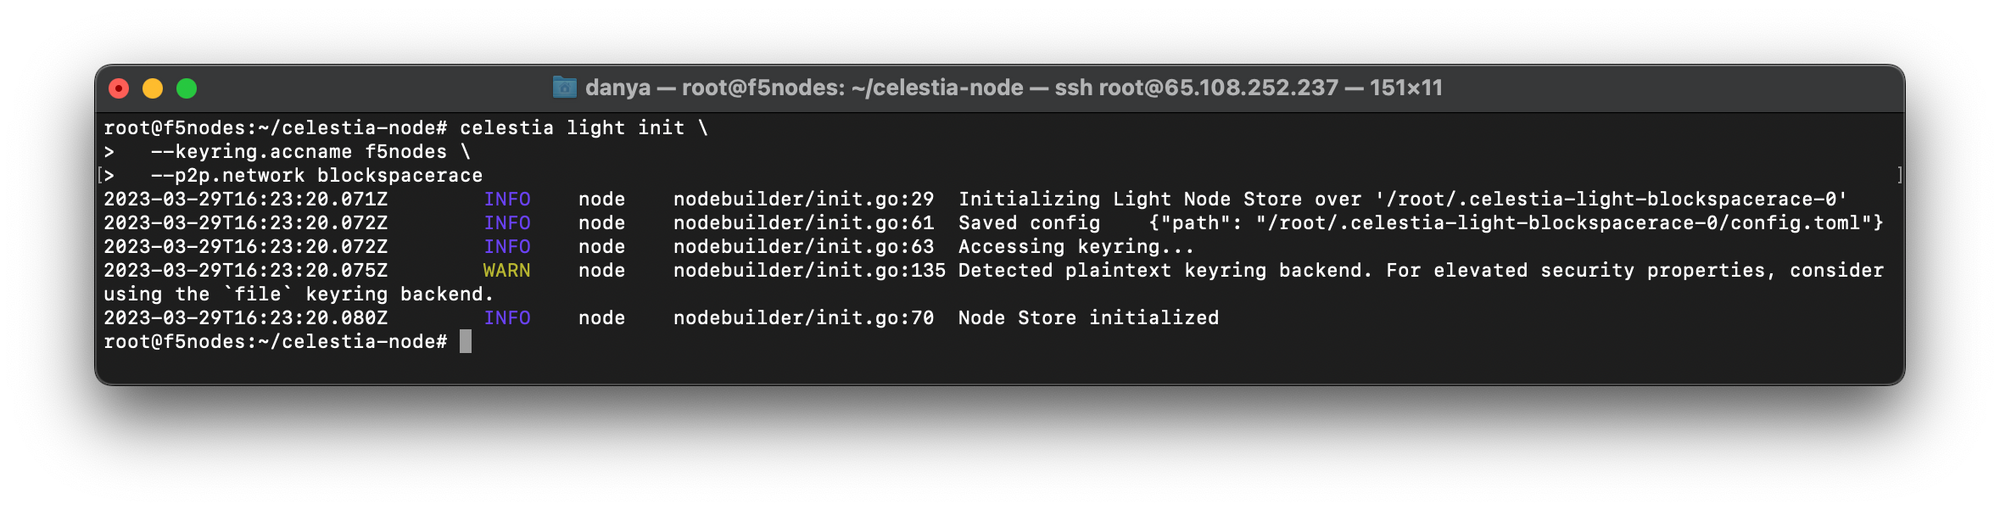 danya — root@f5nodes: ~/celestia-node — ssh root@65.108.252.237 — 151×11
root@f5nodes:~/celestia-node# celestia light init \
>   --keyring.accname f5nodes \
[>   --p2p.network blockspacerace ]
2023-03-29T16:23:20.071Z        INFO    node    nodebuilder/init.go:29  Initializing Light Node Store over '/root/.celestia-light-blockspacerace-0'
2023-03-29T16:23:20.072Z        INFO    node    nodebuilder/init.go:61  Saved config    {"path": "/root/.celestia-light-blockspacerace-0/config.toml"}
2023-03-29T16:23:20.072Z        INFO    node    nodebuilder/init.go:63  Accessing keyring...
2023-03-29T16:23:20.075Z        WARN    node    nodebuilder/init.go:135 Detected plaintext keyring backend. For elevated security properties, consider
using the `file` keyring backend.
2023-03-29T16:23:20.080Z        INFO    node    nodebuilder/init.go:70  Node Store initialized
root@f5nodes:~/celestia-node#